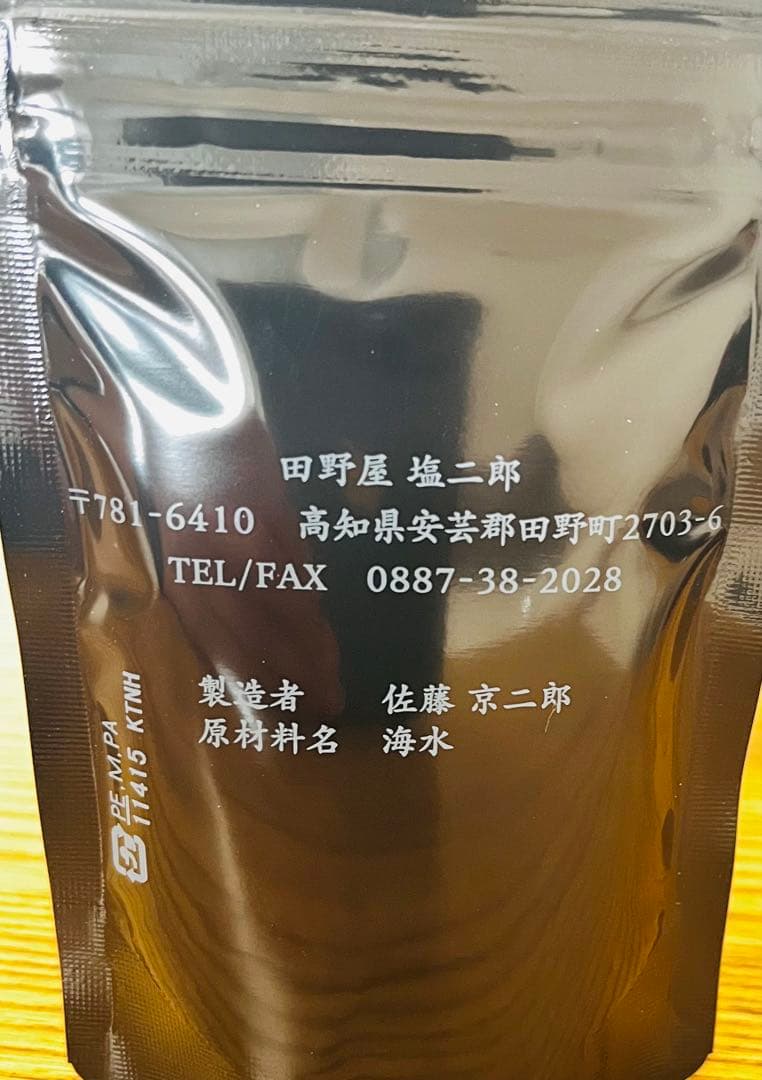 田野屋 塩二郎
〒781-6410 高知県安芸郡田野町2703-6
TEL/FAX 0887-38-2028
製造者 佐藤 京二郎
原材料名 海水
プラ
PE,M,PA
11415 KTNH